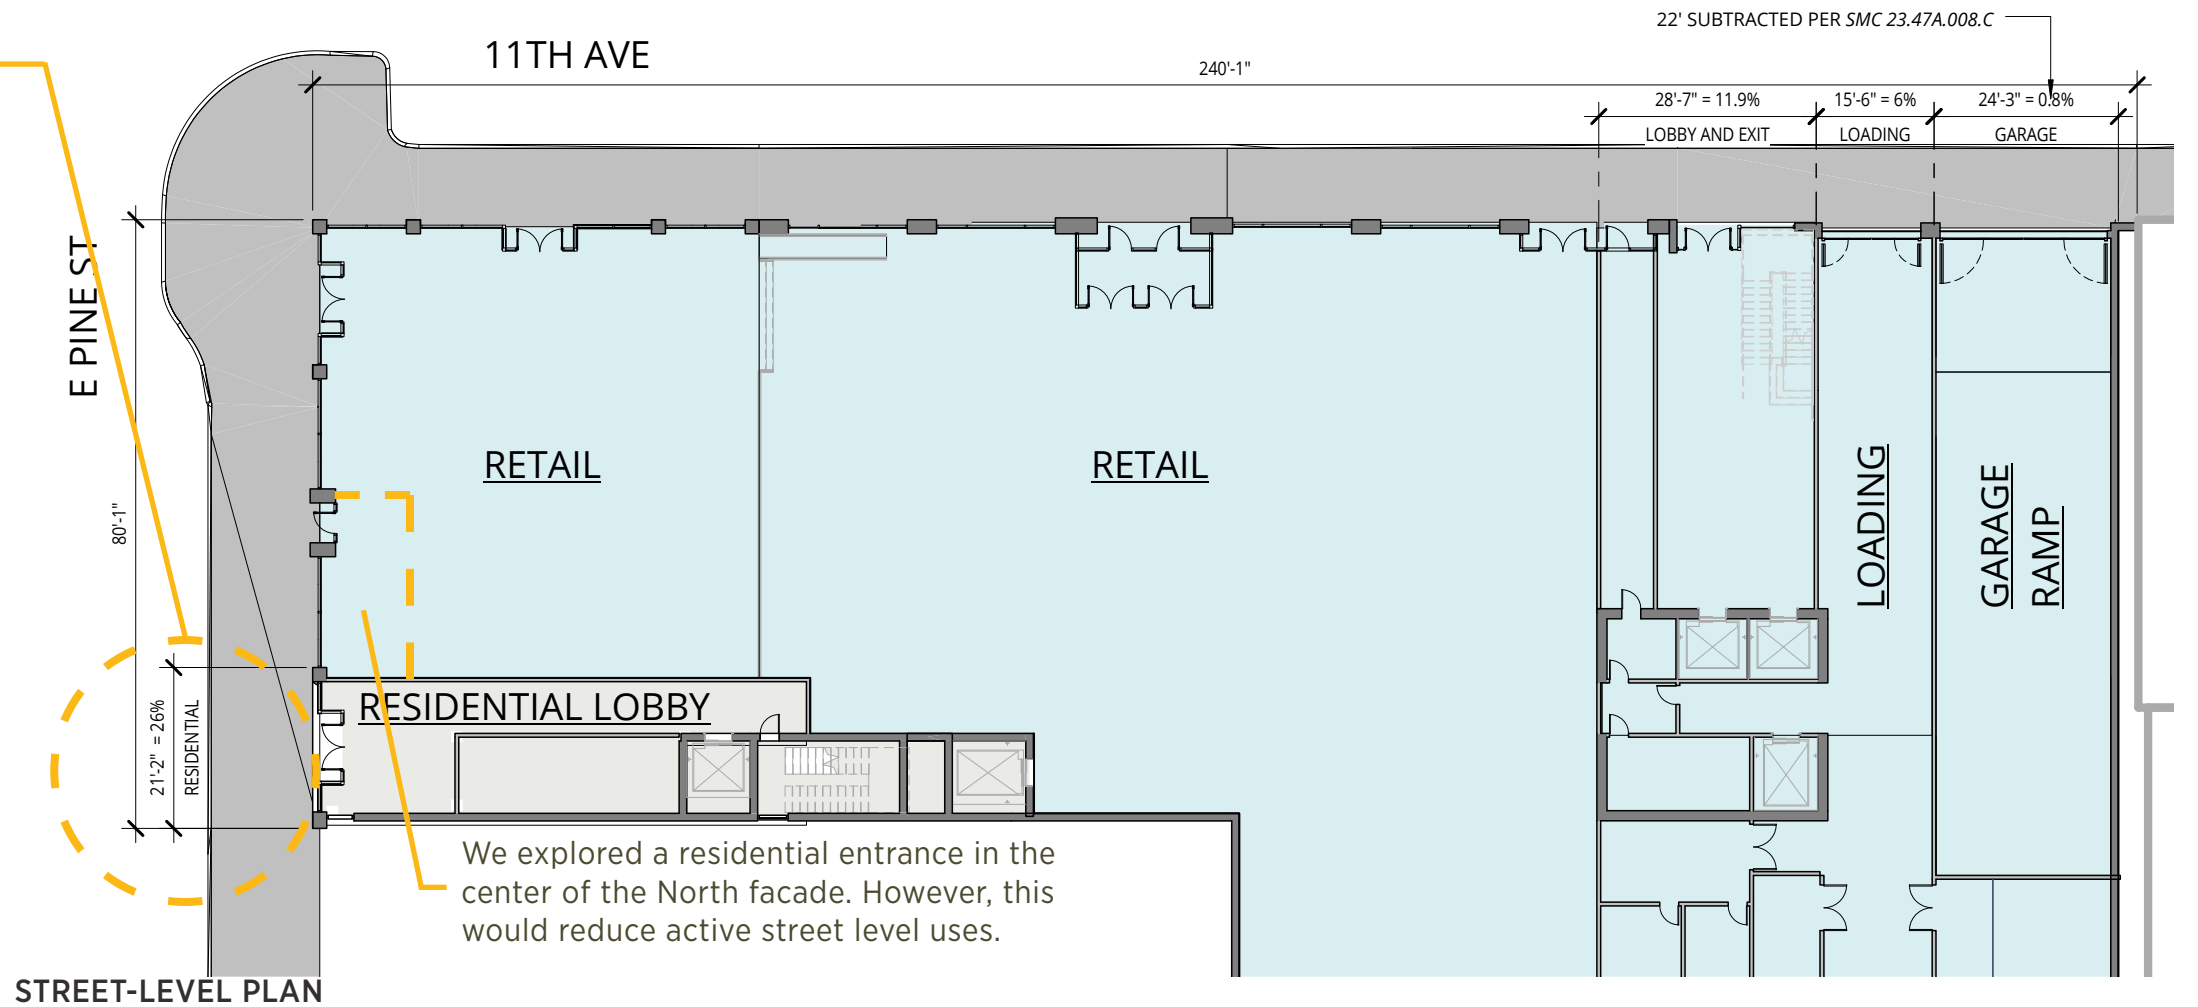 22' SUBTRACTED PER SMC 23.47A.008.C
11TH AVE
240'-1"
28'-7" = 11.9%
15'-6" = 6%
24'-3" = 0.8%
LOBBY AND EXIT
LOADING
GARAGE
E PINE ST
80'-1"
RETAIL
RETAIL
LOADING
GARAGE
RAMP
21'-2" = 26%
RESIDENTIAL
RESIDENTIAL LOBBY
We explored a residential entrance in the
center of the North facade. However, this
would reduce active street level uses.
STREET-LEVEL PLAN